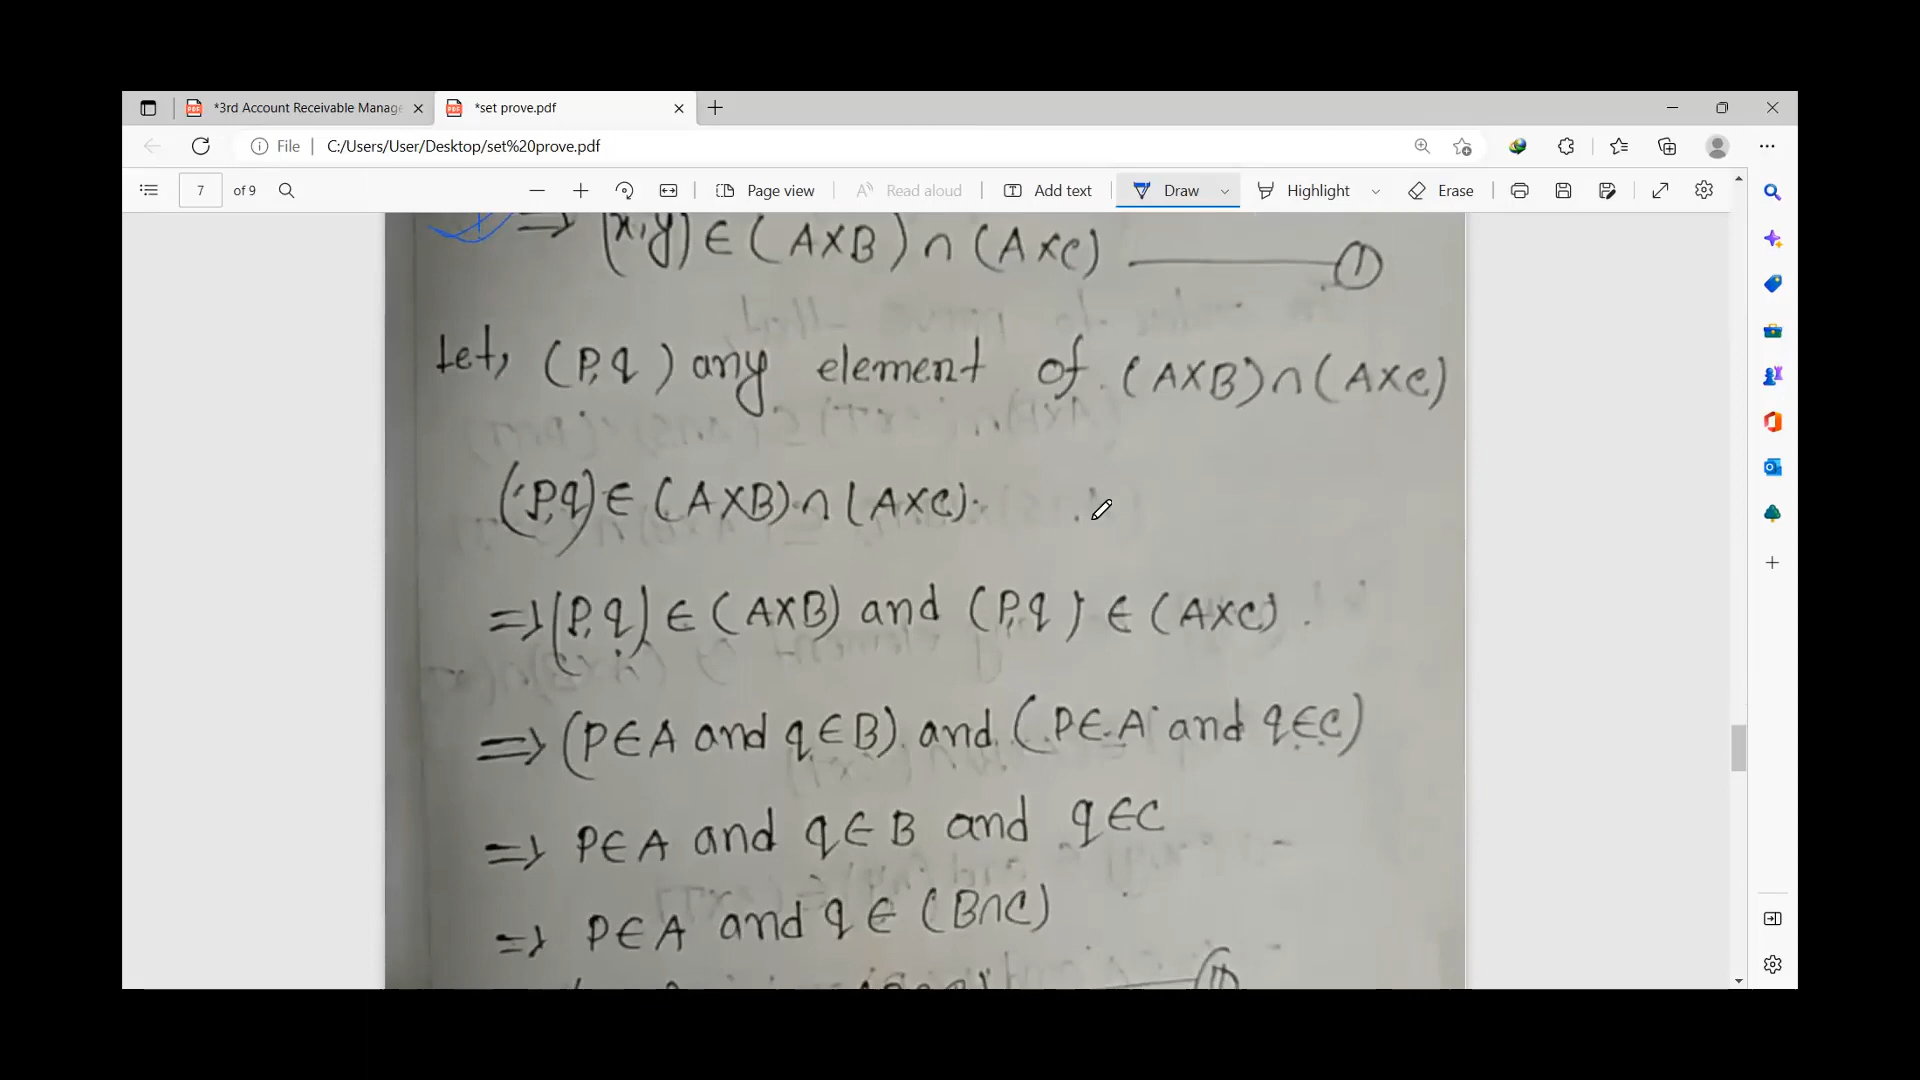 *3rd Account Receivable Manage
*set prove.pdf
File C:/Users/User/Desktop/set%20prove.pdf
7 of 9 Page view Read aloud Add text Draw Highlight Erase
⇒ (x,y) ∈ (A×B) ∩ (A×C) ——— ①
Let, (P,q) any element of (A×B)∩(A×C)
(P,q) ∈ (A×B)∩(A×C)
⇒ (P,q) ∈ (A×B) and (P,q) ∈ (A×C)
⇒ (P∈A and q∈B) and (P∈A and q∈C)
⇒ P∈A and q∈B and q∈C
⇒ P∈A and q∈ (B∩C)